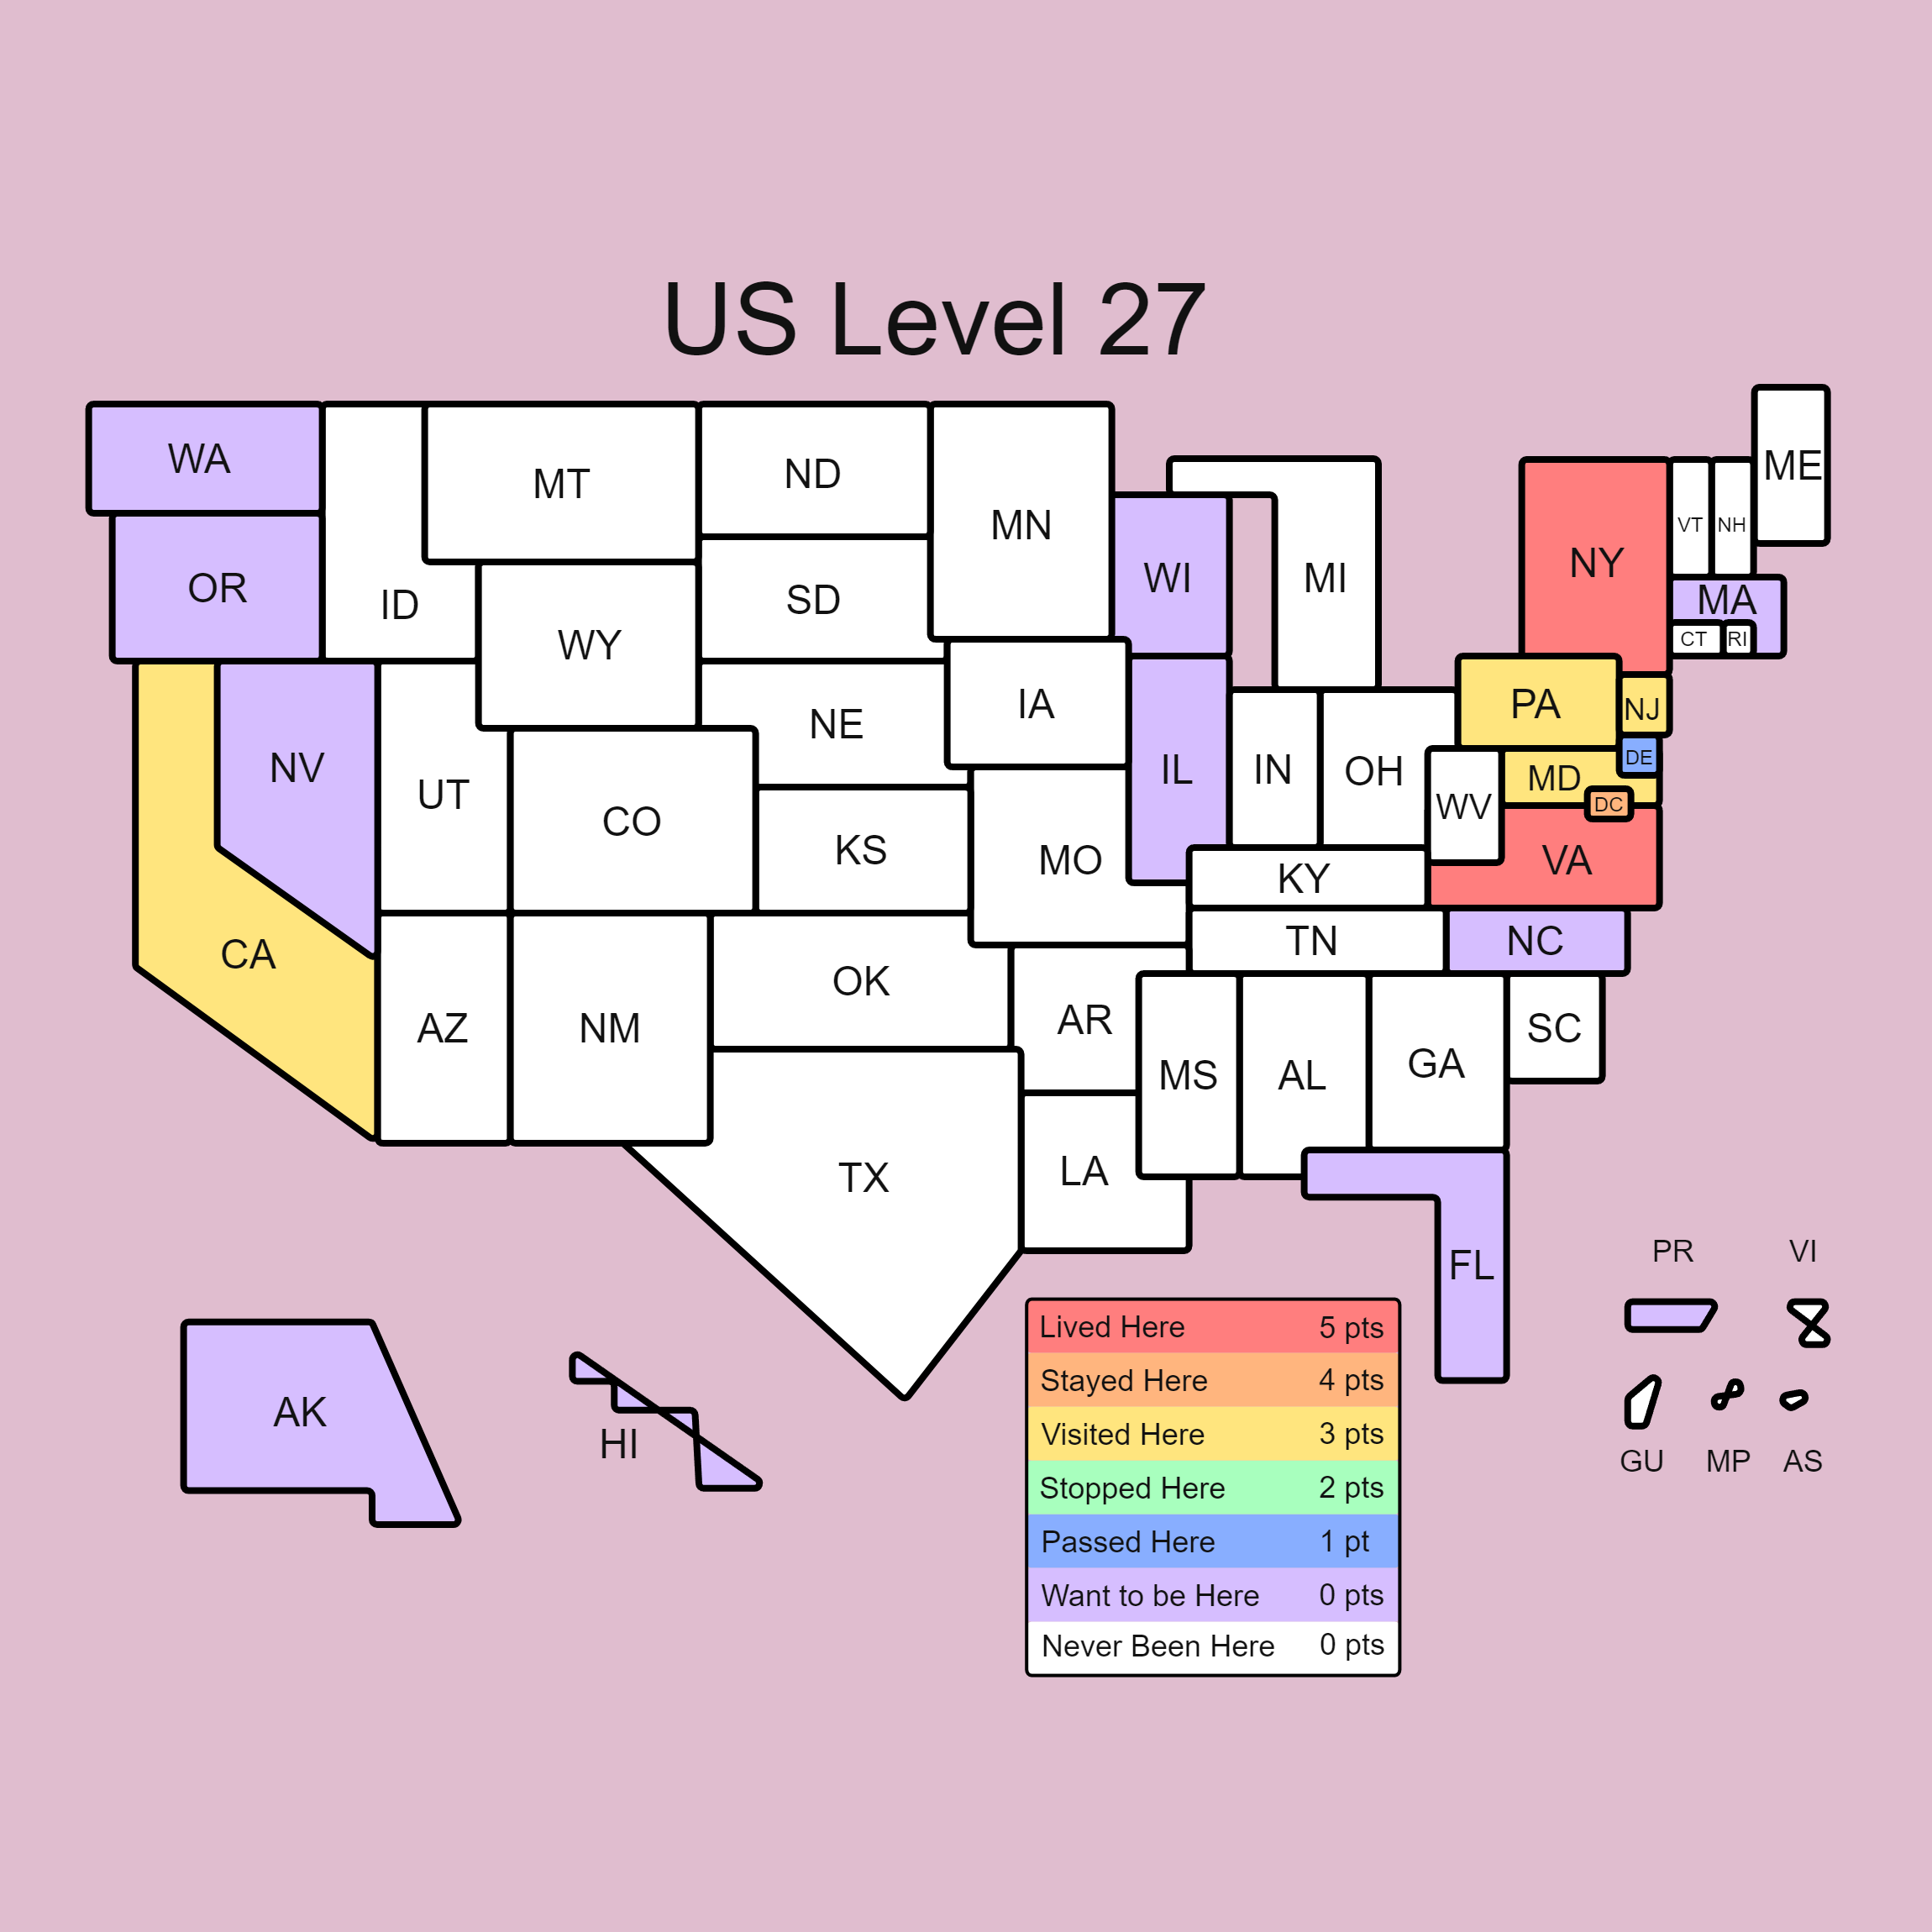 US Level 27
WA
OR
ID
MT
ND
MN
SD
WY
WI
MI
NY
VT
NH
ME
MA
CT
RI
CA
NV
UT
CO
NE
KS
IA
MO
IL
IN
OH
PA
NJ
DE
MD
DC
WV
VA
KY
TN
NC
AZ
NM
OK
AR
TX
LA
MS
AL
GA
SC
FL
AK
HI
PR
VI
GU
MP
AS
Lived Here 5 pts
Stayed Here 4 pts
Visited Here 3 pts
Stopped Here 2 pts
Passed Here 1 pt
Want to be Here 0 pts
Never Been Here 0 pts